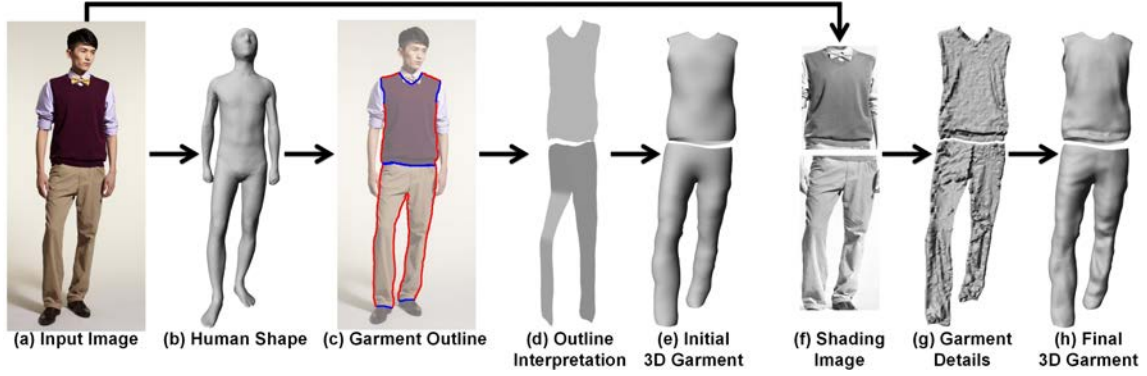 (a) Input Image
(b) Human Shape
(c) Garment Outline
(d) Outline
Interpretation
(e) Initial
3D Garment
(f) Shading
Image
(g) Garment
Details
(h) Final
3D Garment